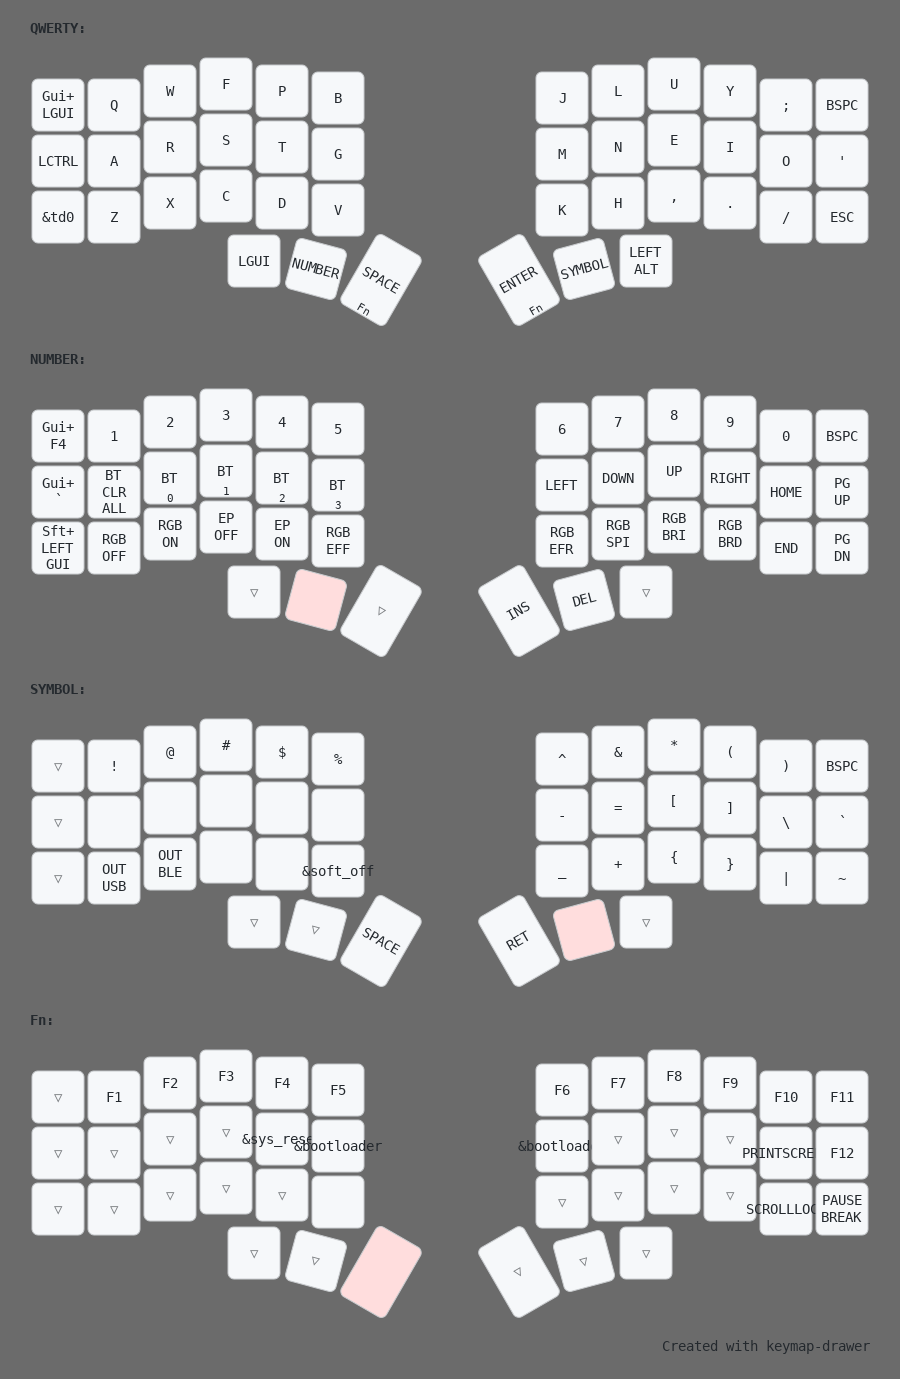 QWERTY:
Gui+ LGUI Q W F P B J L U Y ; BSPC
LCTRL A R S T G M N E I O '
&td0 Z X C D V K H , . / ESC
LGUI NUMBER SPACE Fn ENTER Fn SYMBOL LEFT ALT
NUMBER:
Gui+ F4 1 2 3 4 5 6 7 8 9 0 BSPC
Gui+ ` BT CLR ALL BT 0 BT 1 BT 2 BT 3 LEFT DOWN UP RIGHT HOME PG UP
Sft+ LEFT GUI RGB OFF RGB ON EP OFF EP ON RGB EFF RGB EFR RGB SPI RGB BRI RGB BRD END PG DN
▽ ▽ INS DEL ▽
SYMBOL:
▽ ! @ # $ % ^ & * ( ) BSPC
▽ - = [ ] \ `
▽ OUT USB OUT BLE &soft_off _ + { } | ~
▽ ▽ SPACE RET ▽
Fn:
▽ F1 F2 F3 F4 F5 F6 F7 F8 F9 F10 F11
▽ ▽ ▽ ▽ &sys_rese &bootloader &bootload ▽ ▽ ▽ PRINTSCRE F12
▽ ▽ ▽ ▽ ▽ ▽ ▽ ▽ ▽ SCROLLLOC PAUSE BREAK
▽ ▽ ▽ ▽ ▽
Created with keymap-drawer